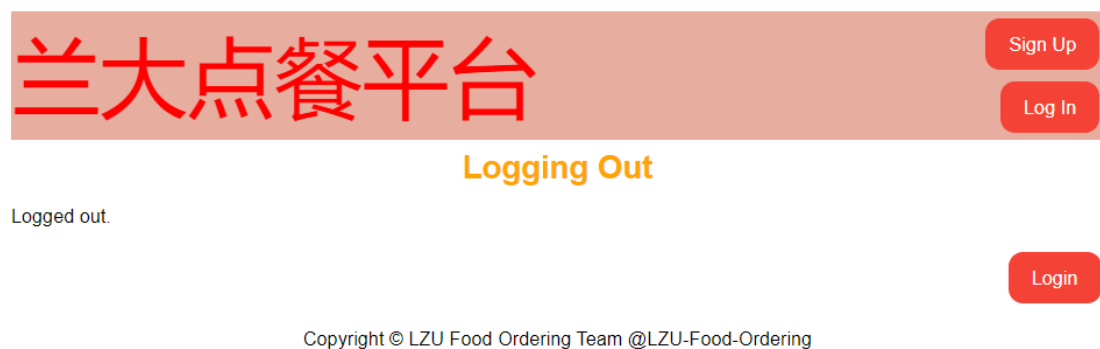 兰大点餐平台
Sign Up
Log In
Logging Out
Logged out.
Login
Copyright © LZU Food Ordering Team @LZU-Food-Ordering